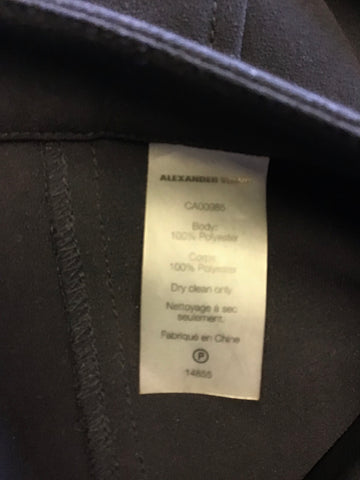 ALEXANDER
CA00985
Body:
100% Polyester
Corps:
100% Polyester
Dry clean only
Nettoyage à sec
seulement.
Fabriqué en Chine
P
14855